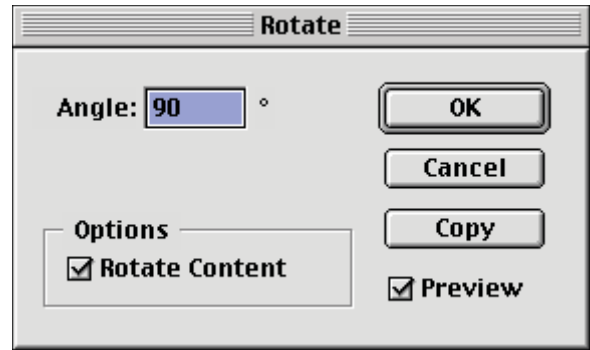 Rotate
Angle: 90 °
OK
Cancel
Copy
Options
Rotate Content
Preview